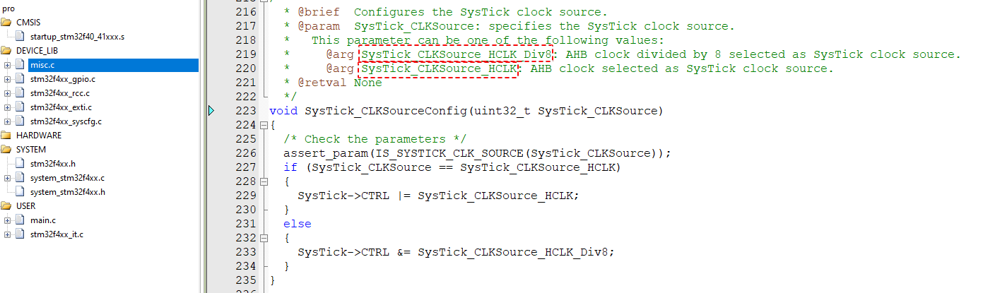 pro
CMSIS
startup_stm32f40_41xxx.s
DEVICE_LIB
misc.c
stm32f4xx_gpio.c
stm32f4xx_rcc.c
stm32f4xx_exti.c
stm32f4xx_syscfg.c
HARDWARE
SYSTEM
stm32f4xx.h
system_stm32f4xx.c
system_stm32f4xx.h
USER
main.c
stm32f4xx_it.c
216 * @brief  Configures the SysTick clock source.
217 * @param  SysTick_CLKSource: specifies the SysTick clock source.
218 *   This parameter can be one of the following values:
219 *     @arg SysTick_CLKSource_HCLK_Div8: AHB clock divided by 8 selected as SysTick clock source.
220 *     @arg SysTick_CLKSource_HCLK: AHB clock selected as SysTick clock source.
221 * @retval None
222 */
223 void SysTick_CLKSourceConfig(uint32_t SysTick_CLKSource)
224 {
225   /* Check the parameters */
226   assert_param(IS_SYSTICK_CLK_SOURCE(SysTick_CLKSource));
227   if (SysTick_CLKSource == SysTick_CLKSource_HCLK)
228   {
229     SysTick->CTRL |= SysTick_CLKSource_HCLK;
230   }
231   else
232   {
233     SysTick->CTRL &= SysTick_CLKSource_HCLK_Div8;
234   }
235 }